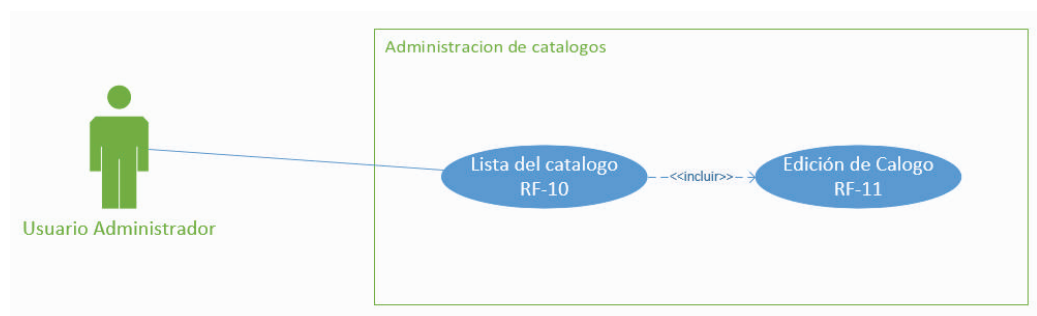 Administracion de catalogos
Lista del catalogo
RF-10
<<incluir>>
Edición de Calogo
RF-11
Usuario Administrador